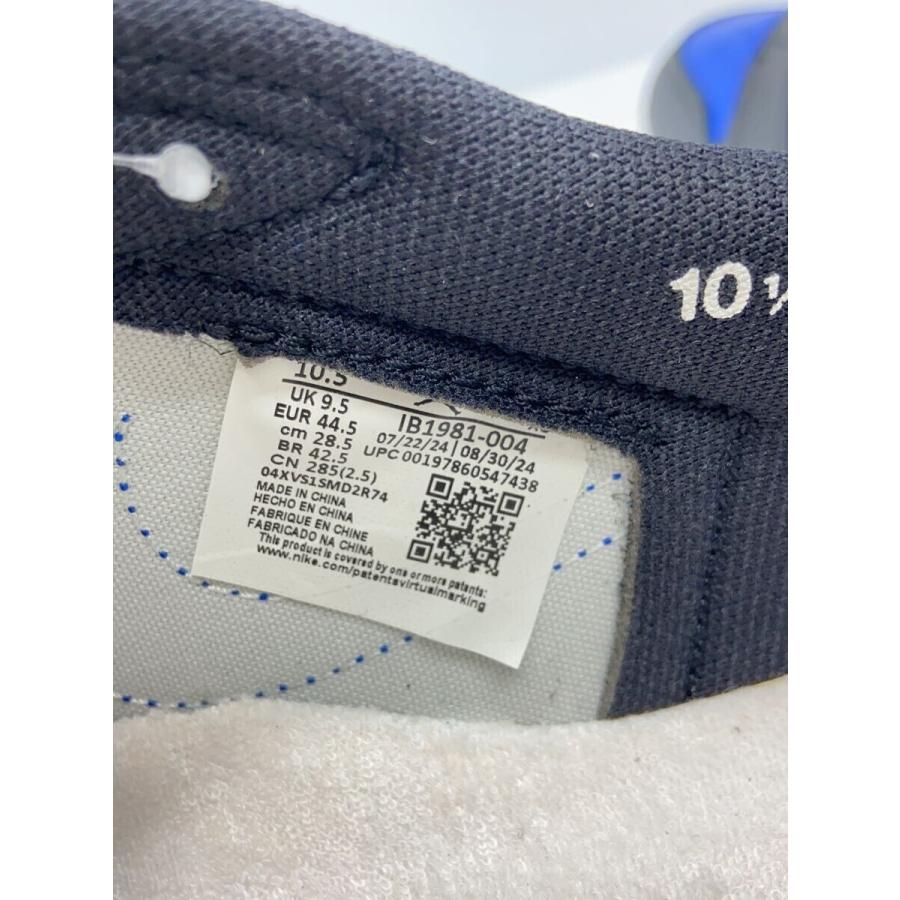 10 ½
10.5
UK 9.5
EUR 44.5
cm 28.5
BR 42.5
CN 285(2.5)
04XVS1SMD2R74
MADE IN CHINA
HECHO EN CHINA
FABRIQUE EN CHINE
FABRICADO NA CHINA
This product is covered by one or more patents:
www.nike.com/patentsvirtualmarking
IB1981-004
07/22/24 | 08/30/24
UPC 00197860547438